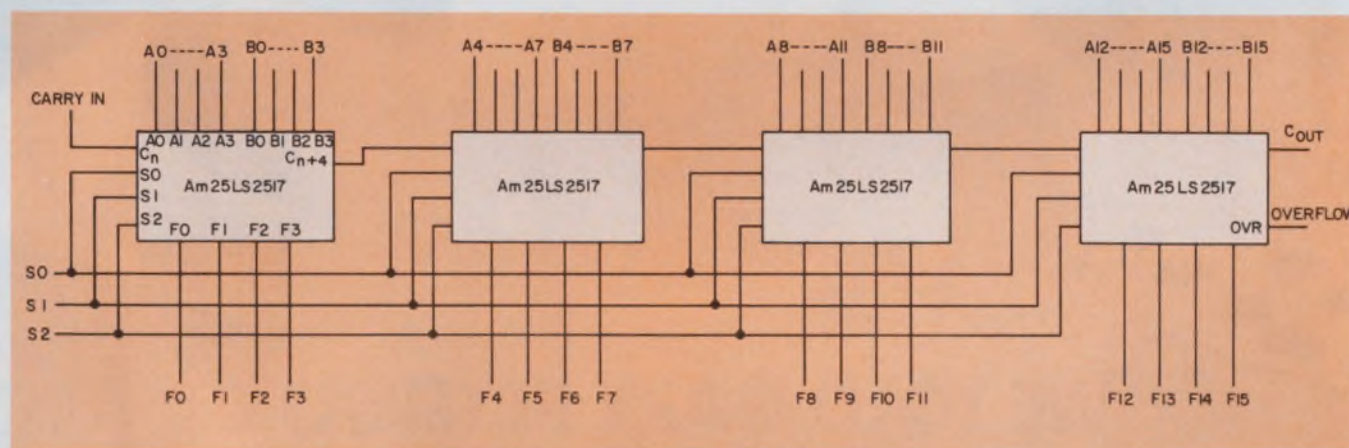 A0----A3 B0----B3
A4----A7 B4----B7
A8----A11 B8---B11
A12----A15 B12----B15
CARRY IN
A0 A1 A2 A3 B0 B1 B2 B3
Cn Cn+4
S0
Am25LS2517
S1
S2
F0 F1 F2 F3
Am25LS2517
Am25LS2517
Am25LS2517
OVR
COUT
OVERFLOW
S0
S1
S2
F0 F1 F2 F3
F4 F5 F6 F7
F8 F9 F10 F11
F12 F13 F14 F15